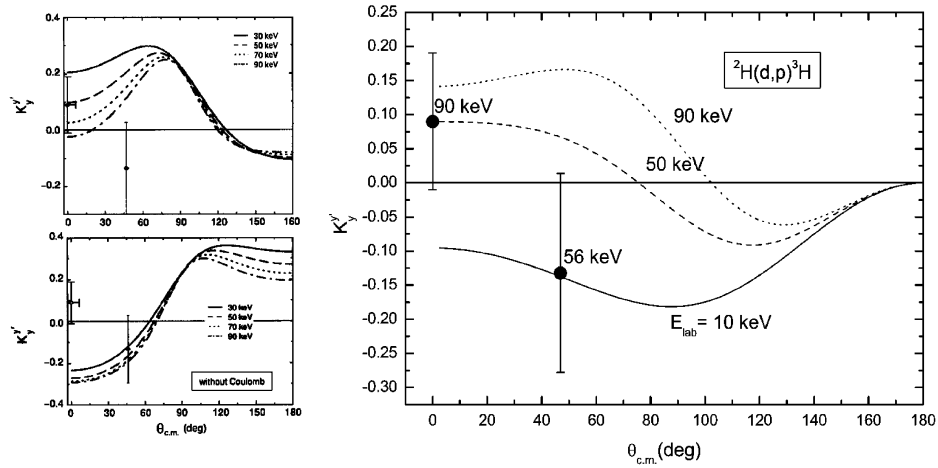 0.4
0.2
0.0
-0.2
K_y^{y'}
30 keV
50 keV
70 keV
90 keV
0 30 60 90 120 150 180
0.4
0.2
0.0
-0.2
-0.4
K_y^{y'}
30 keV
50 keV
70 keV
90 keV
without Coulomb
0 30 60 90 120 150 180
θc.m. (deg)
0.25
0.20
0.15
0.10
0.05
0.00
-0.05
-0.10
-0.15
-0.20
-0.25
-0.30
K_y^{y'}
²H(d,p)³H
90 keV
90 keV
50 keV
56 keV
E_lab = 10 keV
0 20 40 60 80 100 120 140 160 180
θc.m.(deg)